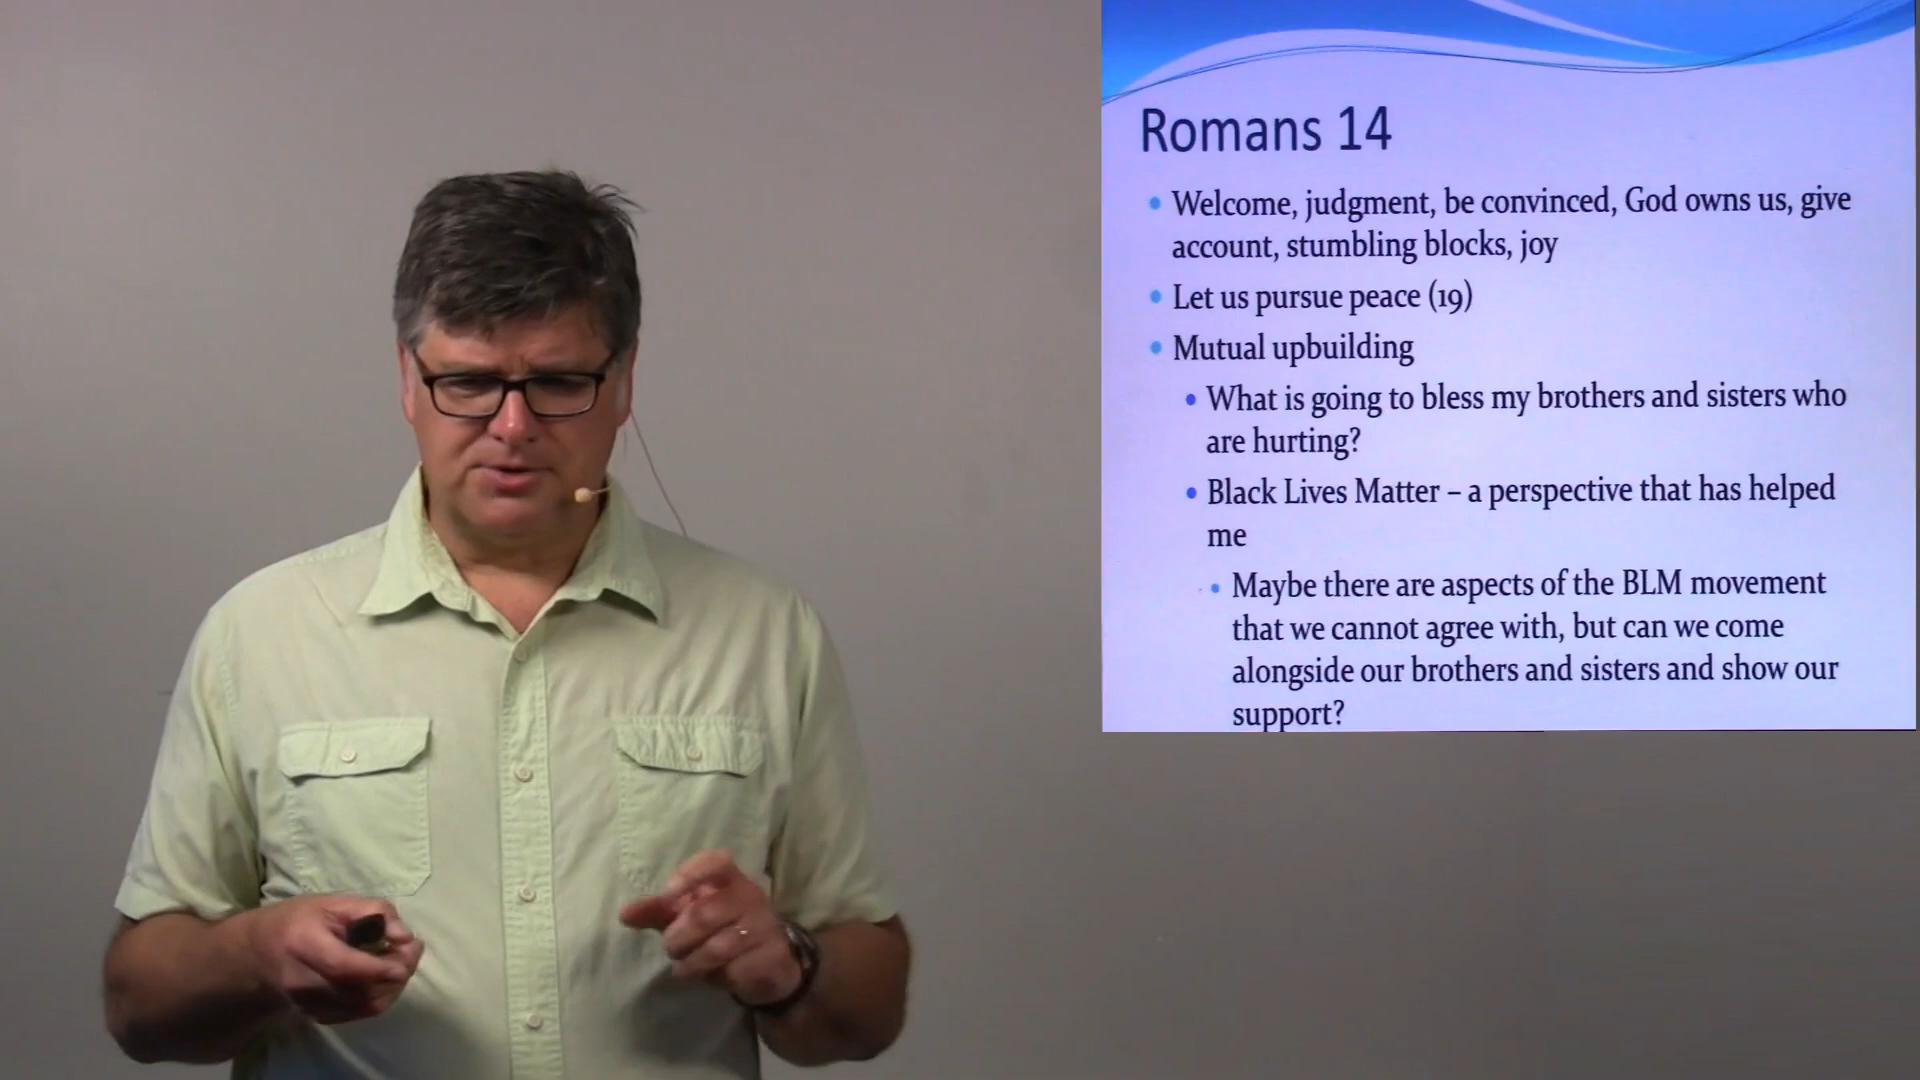 Romans 14
Welcome, judgment, be convinced, God owns us, give
account, stumbling blocks, joy
Let us pursue peace (19)
Mutual upbuilding
What is going to bless my brothers and sisters who
are hurting?
Black Lives Matter – a perspective that has helped
me
Maybe there are aspects of the BLM movement
that we cannot agree with, but can we come
alongside our brothers and sisters and show our
support?